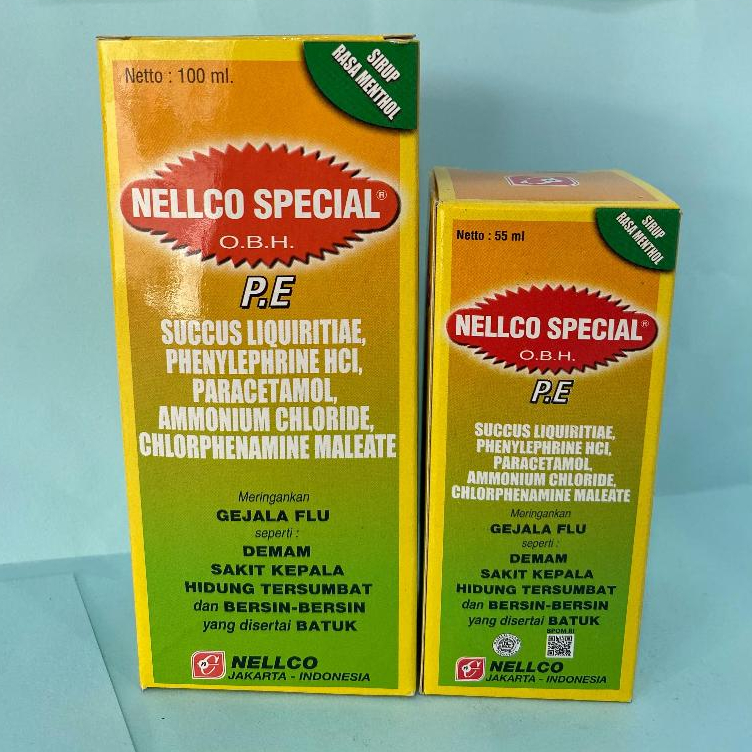 Netto : 100 ml.
SIRUP
RASA MENTHOL
NELLCO SPECIAL®
O.B.H.
P.E
SUCCUS LIQUIRITIAE,
PHENYLEPHRINE HCl,
PARACETAMOL,
AMMONIUM CHLORIDE,
CHLORPHENAMINE MALEATE
Meringankan
GEJALA FLU
seperti :
DEMAM
SAKIT KEPALA
HIDUNG TERSUMBAT
dan BERSIN-BERSIN
yang disertai BATUK
NELLCO
JAKARTA - INDONESIA
Netto : 55 ml
SIRUP
RASA MENTHOL
NELLCO SPECIAL®
O.B.H.
P.E
SUCCUS LIQUIRITIAE,
PHENYLEPHRINE HCl,
PARACETAMOL,
AMMONIUM CHLORIDE,
CHLORPHENAMINE MALEATE
Meringankan
GEJALA FLU
seperti :
DEMAM
SAKIT KEPALA
HIDUNG TERSUMBAT
dan BERSIN-BERSIN
yang disertai BATUK
BPOM RI
NELLCO
JAKARTA - INDONESIA